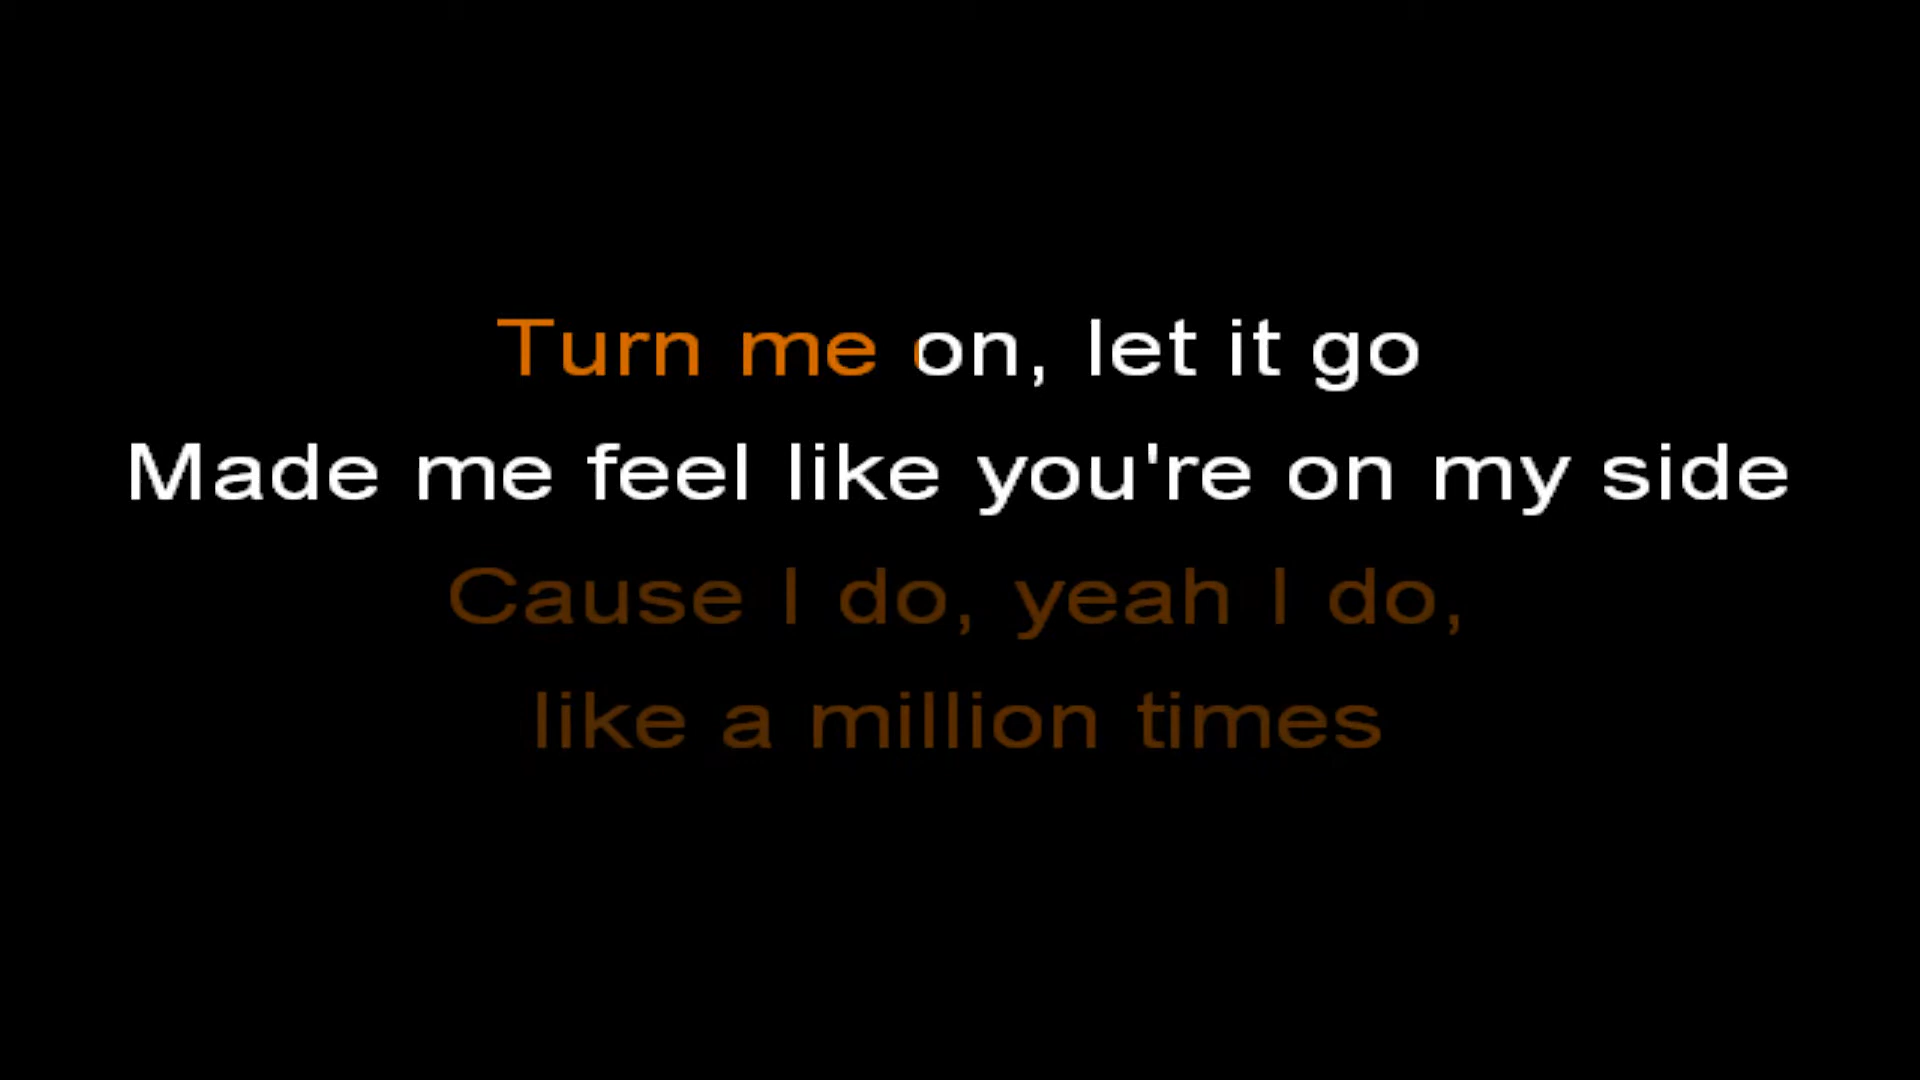 Turn me on, let it go
Made me feel like you're on my side
Cause I do, yeah I do,
like a million times